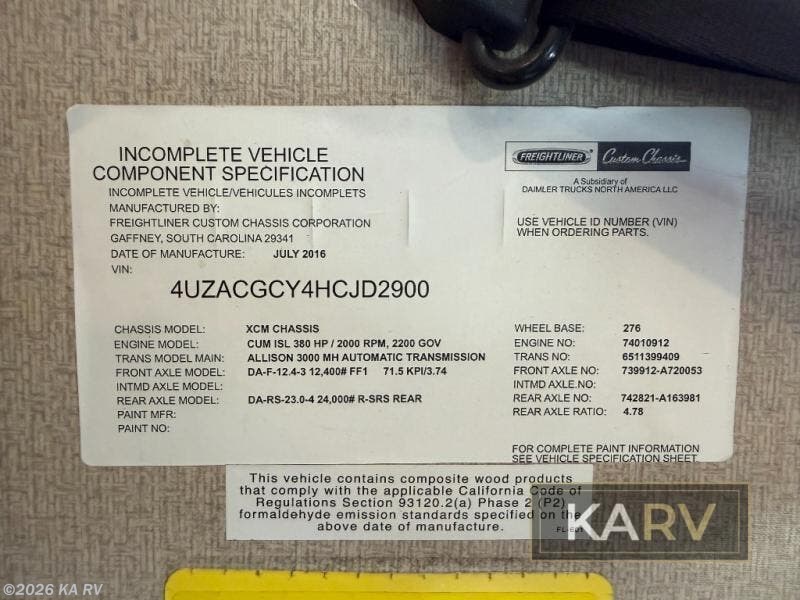 INCOMPLETE VEHICLE
COMPONENT SPECIFICATION
INCOMPLETE VEHICLE/VEHICULES INCOMPLETS
MANUFACTURED BY:
FREIGHTLINER CUSTOM CHASSIS CORPORATION
GAFFNEY, SOUTH CAROLINA 29341
DATE OF MANUFACTURE: JULY 2016
VIN:
4UZACGCY4HCJD2900
FREIGHTLINER Custom Chassis
A Subsidiary of
DAIMLER TRUCKS NORTH AMERICA LLC
USE VEHICLE ID NUMBER (VIN)
WHEN ORDERING PARTS.
CHASSIS MODEL: XCM CHASSIS
ENGINE MODEL: CUM ISL 380 HP / 2000 RPM, 2200 GOV
TRANS MODEL MAIN: ALLISON 3000 MH AUTOMATIC TRANSMISSION
FRONT AXLE MODEL: DA-F-12.4-3 12,400# FF1 71.5 KPI/3.74
INTMD AXLE MODEL:
REAR AXLE MODEL: DA-RS-23.0-4 24,000# R-SRS REAR
PAINT MFR:
PAINT NO:
WHEEL BASE: 276
ENGINE NO: 74010912
TRANS NO: 6511399409
FRONT AXLE NO: 739912-A720053
INTMD AXLE.NO:
REAR AXLE NO: 742821-A163981
REAR AXLE RATIO: 4.78
FOR COMPLETE PAINT INFORMATION
SEE VEHICLE SPECIFICATION SHEET.
This vehicle contains composite wood products
that comply with the applicable California Code of
Regulations Section 93120.2(a) Phase 2 (P2)
formaldehyde emission standards specified on the
above date of manufacture.
KARV
©2026 KA RV